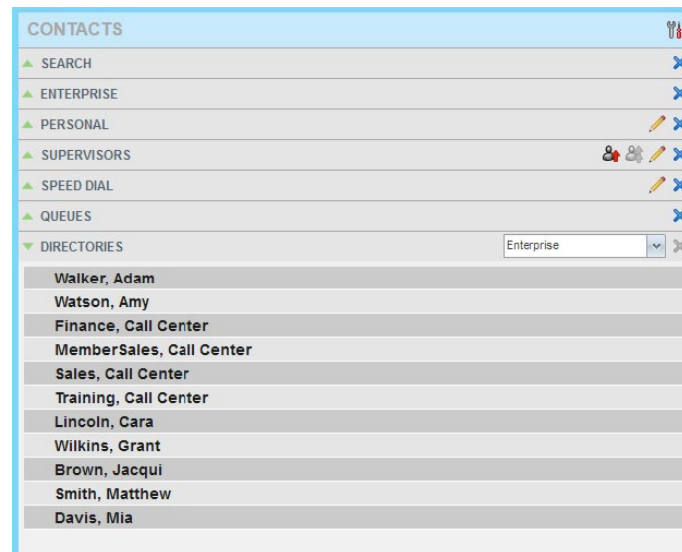 CONTACTS
SEARCH
ENTERPRISE
PERSONAL
SUPERVISORS
SPEED DIAL
QUEUES
DIRECTORIES Enterprise
Walker, Adam
Watson, Amy
Finance, Call Center
MemberSales, Call Center
Sales, Call Center
Training, Call Center
Lincoln, Cara
Wilkins, Grant
Brown, Jacqui
Smith, Matthew
Davis, Mia